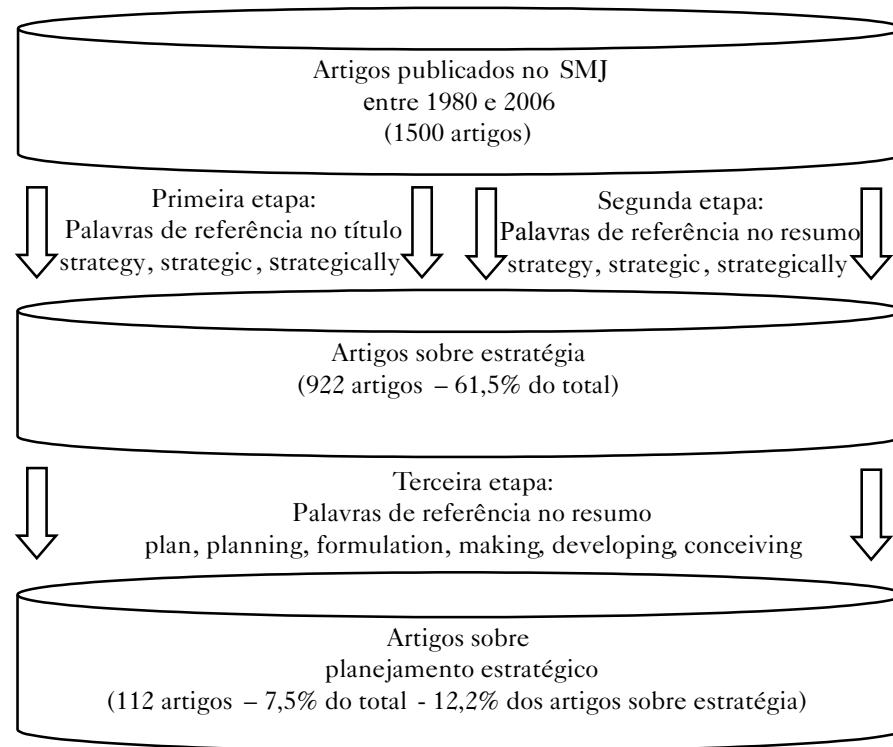 Artigos publicados no SMJ
entre 1980 e 2006
(1500 artigos)
Primeira etapa:
Palavras de referência no título
strategy, strategic, strategically
Segunda etapa:
Palavras de referência no resumo
strategy, strategic, strategically
Artigos sobre estratégia
(922 artigos – 61,5% do total)
Terceira etapa:
Palavras de referência no resumo
plan, planning, formulation, making, developing, conceiving
Artigos sobre
planejamento estratégico
(112 artigos – 7,5% do total - 12,2% dos artigos sobre estratégia)